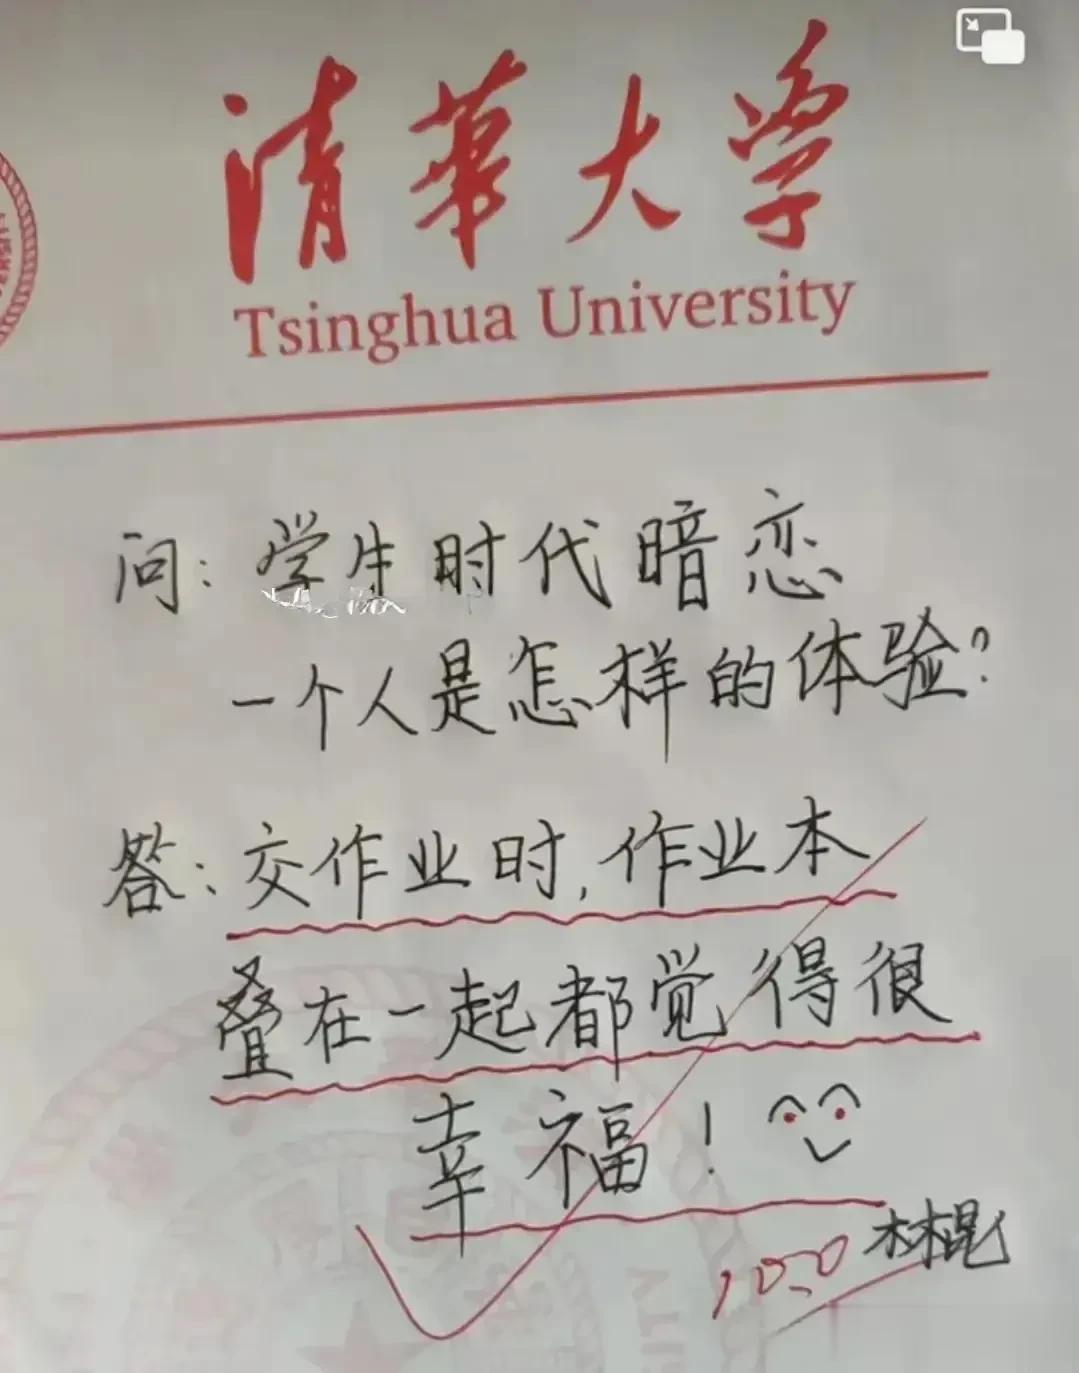 清華大学
Tsinghua University
问：学生时代暗恋
一个人是怎样的体验？
答：交作业时，作业本
叠在一起都觉得很
幸福！
100